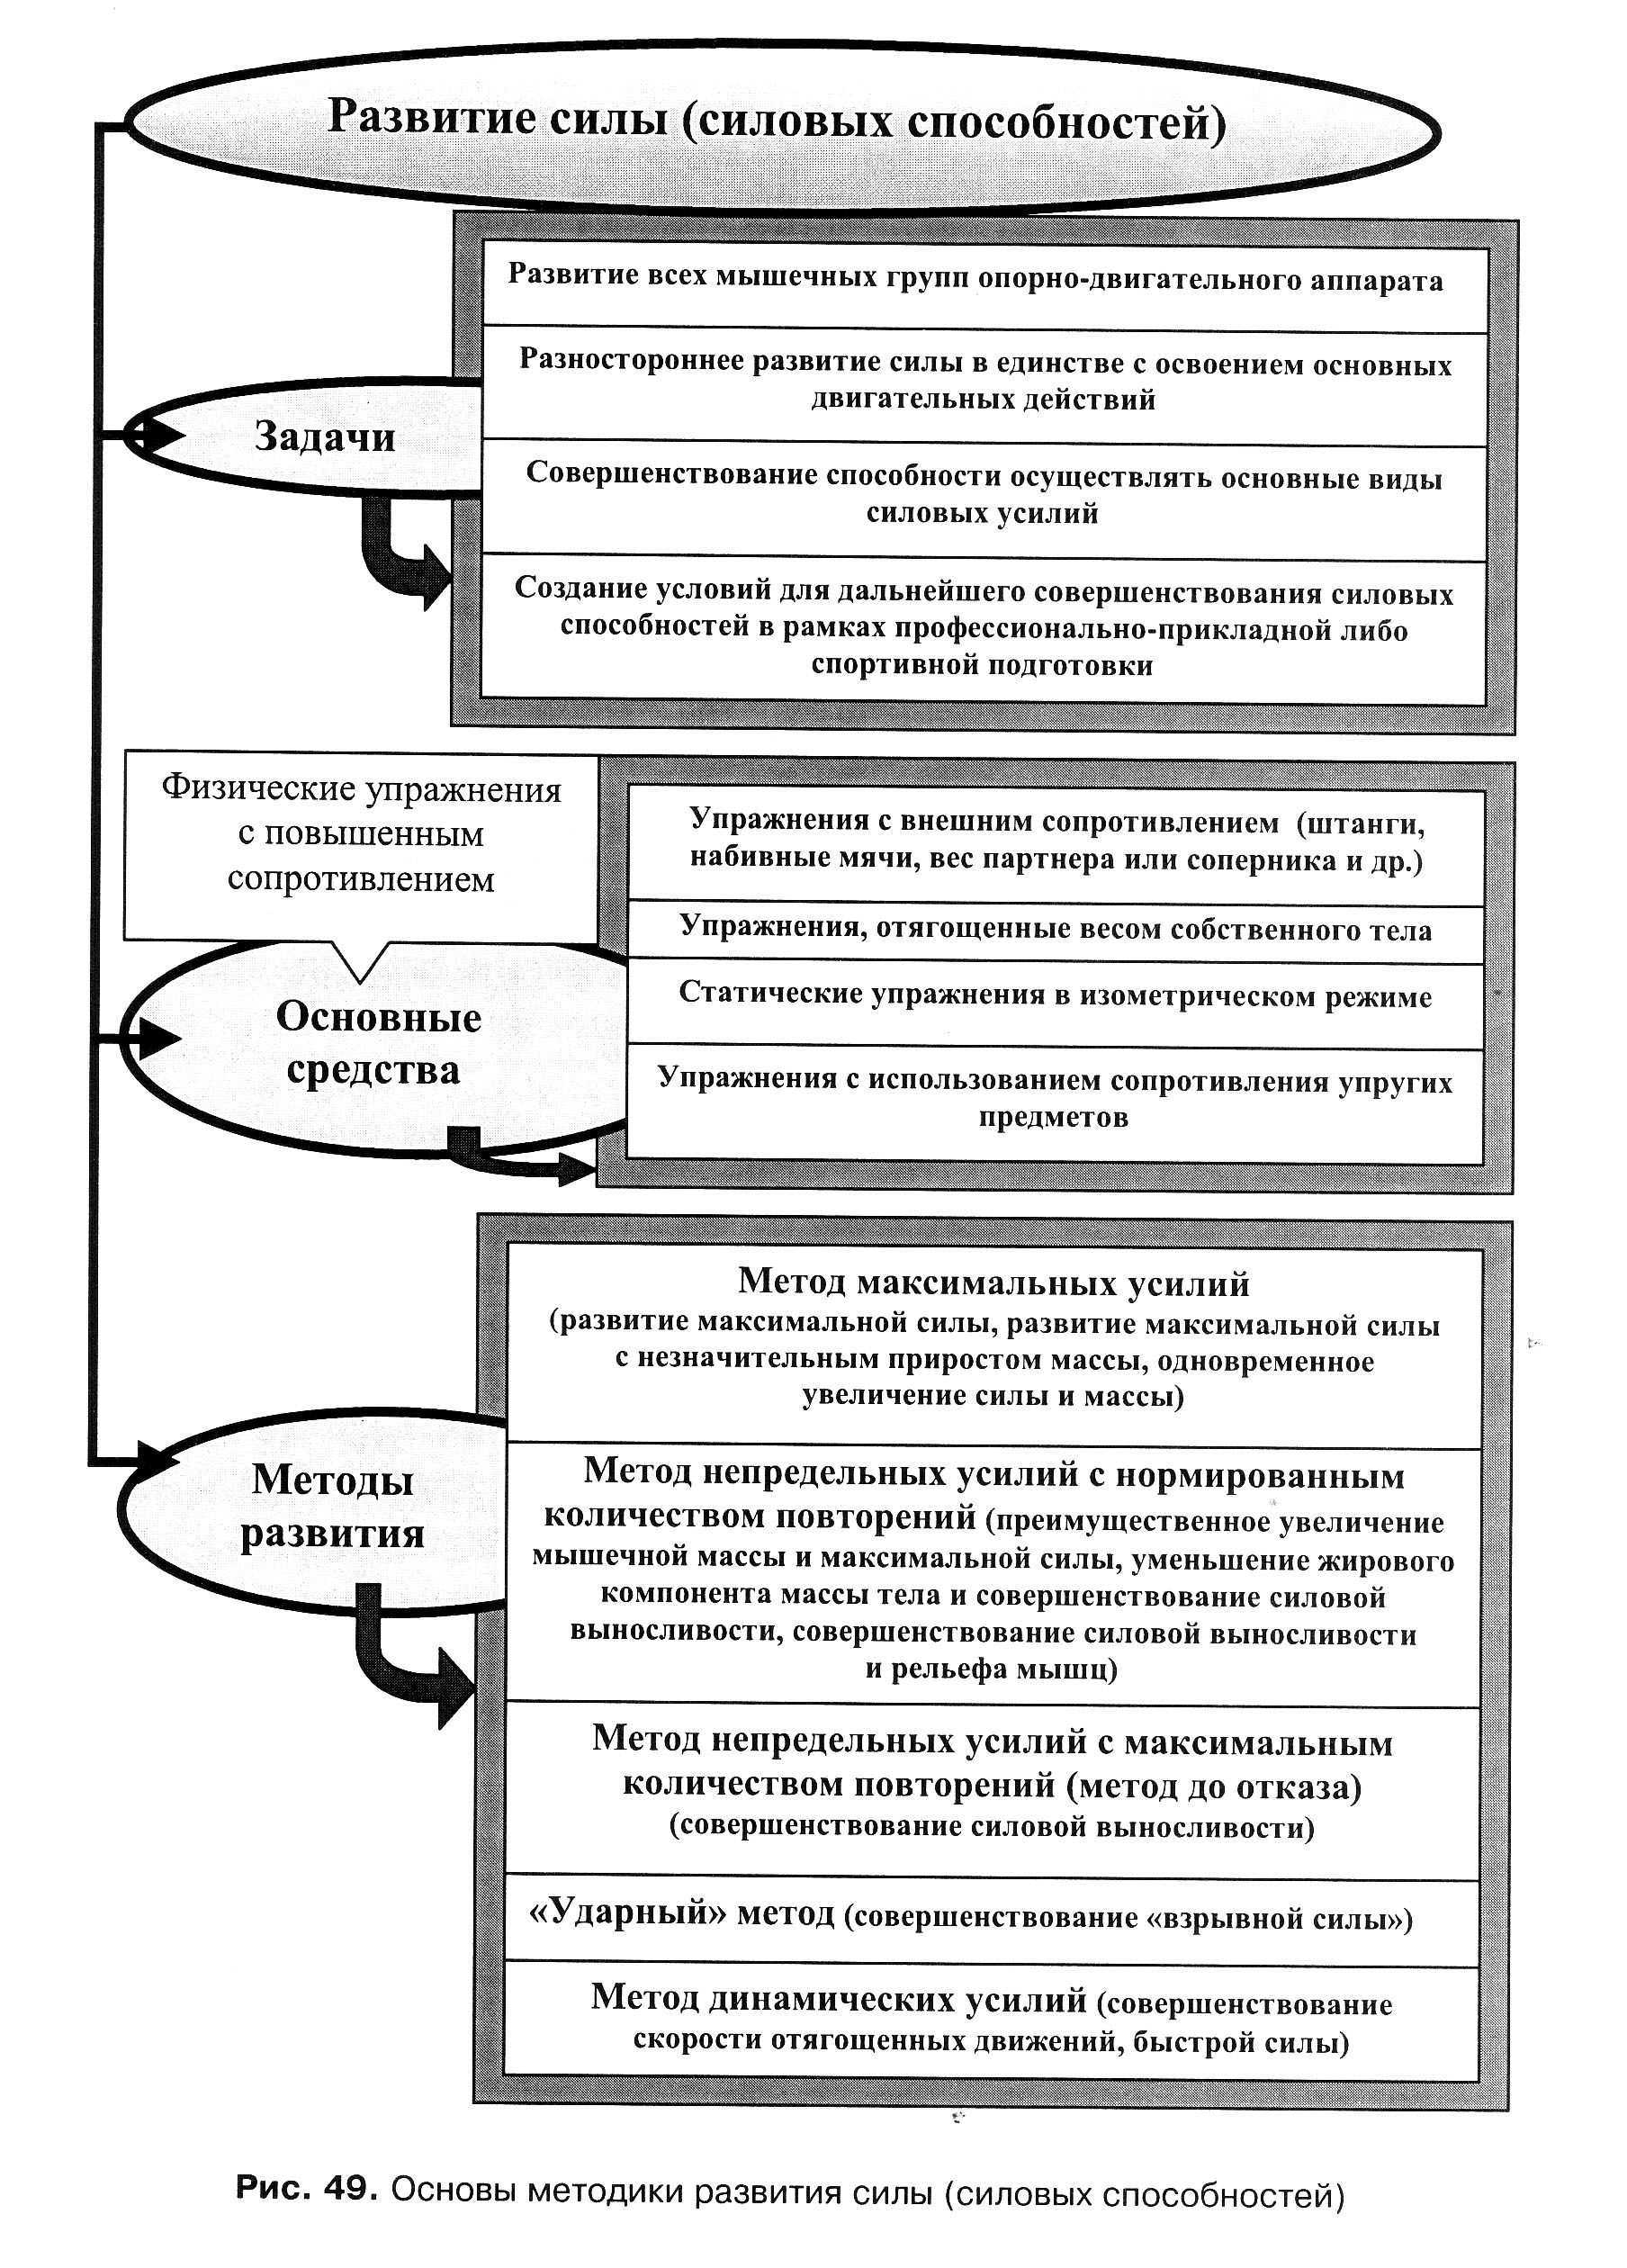 Развитие силы (силовых способностей)
Развитие всех мышечных групп опорно-двигательного аппарата
Разностороннее развитие силы в единстве с освоением основных
двигательных действий
Задачи
Совершенствование способности осуществлять основные виды
силовых усилий
Создание условий для дальнейшего совершенствования силовых
способностей в рамках профессионально-прикладной либо
спортивной подготовки
Физические упражнения
с повышенным
сопротивлением
Упражнения с внешним сопротивлением (штанги,
набивные мячи, вес партнера или соперника и др.)
Упражнения, отягощенные весом собственного тела
Статические упражнения в изометрическом режиме
Основные
средства
Упражнения с использованием сопротивления упругих
предметов
Метод максимальных усилий
(развитие максимальной силы, развитие максимальной силы
с незначительным приростом массы, одновременное
увеличение силы и массы)
Методы
развития
Метод непредельных усилий с нормированным
количеством повторений (преимущественное увеличение
мышечной массы и максимальной силы, уменьшение жирового
компонента массы тела и совершенствование силовой
выносливости, совершенствование силовой выносливости
и рельефа мышц)
Метод непредельных усилий с максимальным
количеством повторений (метод до отказа)
(совершенствование силовой выносливости)
«Ударный» метод (совершенствование «взрывной силы»)
Метод динамических усилий (совершенствование
скорости отягощенных движений, быстрой силы)
Рис. 49. Основы методики развития силы (силовых способностей)